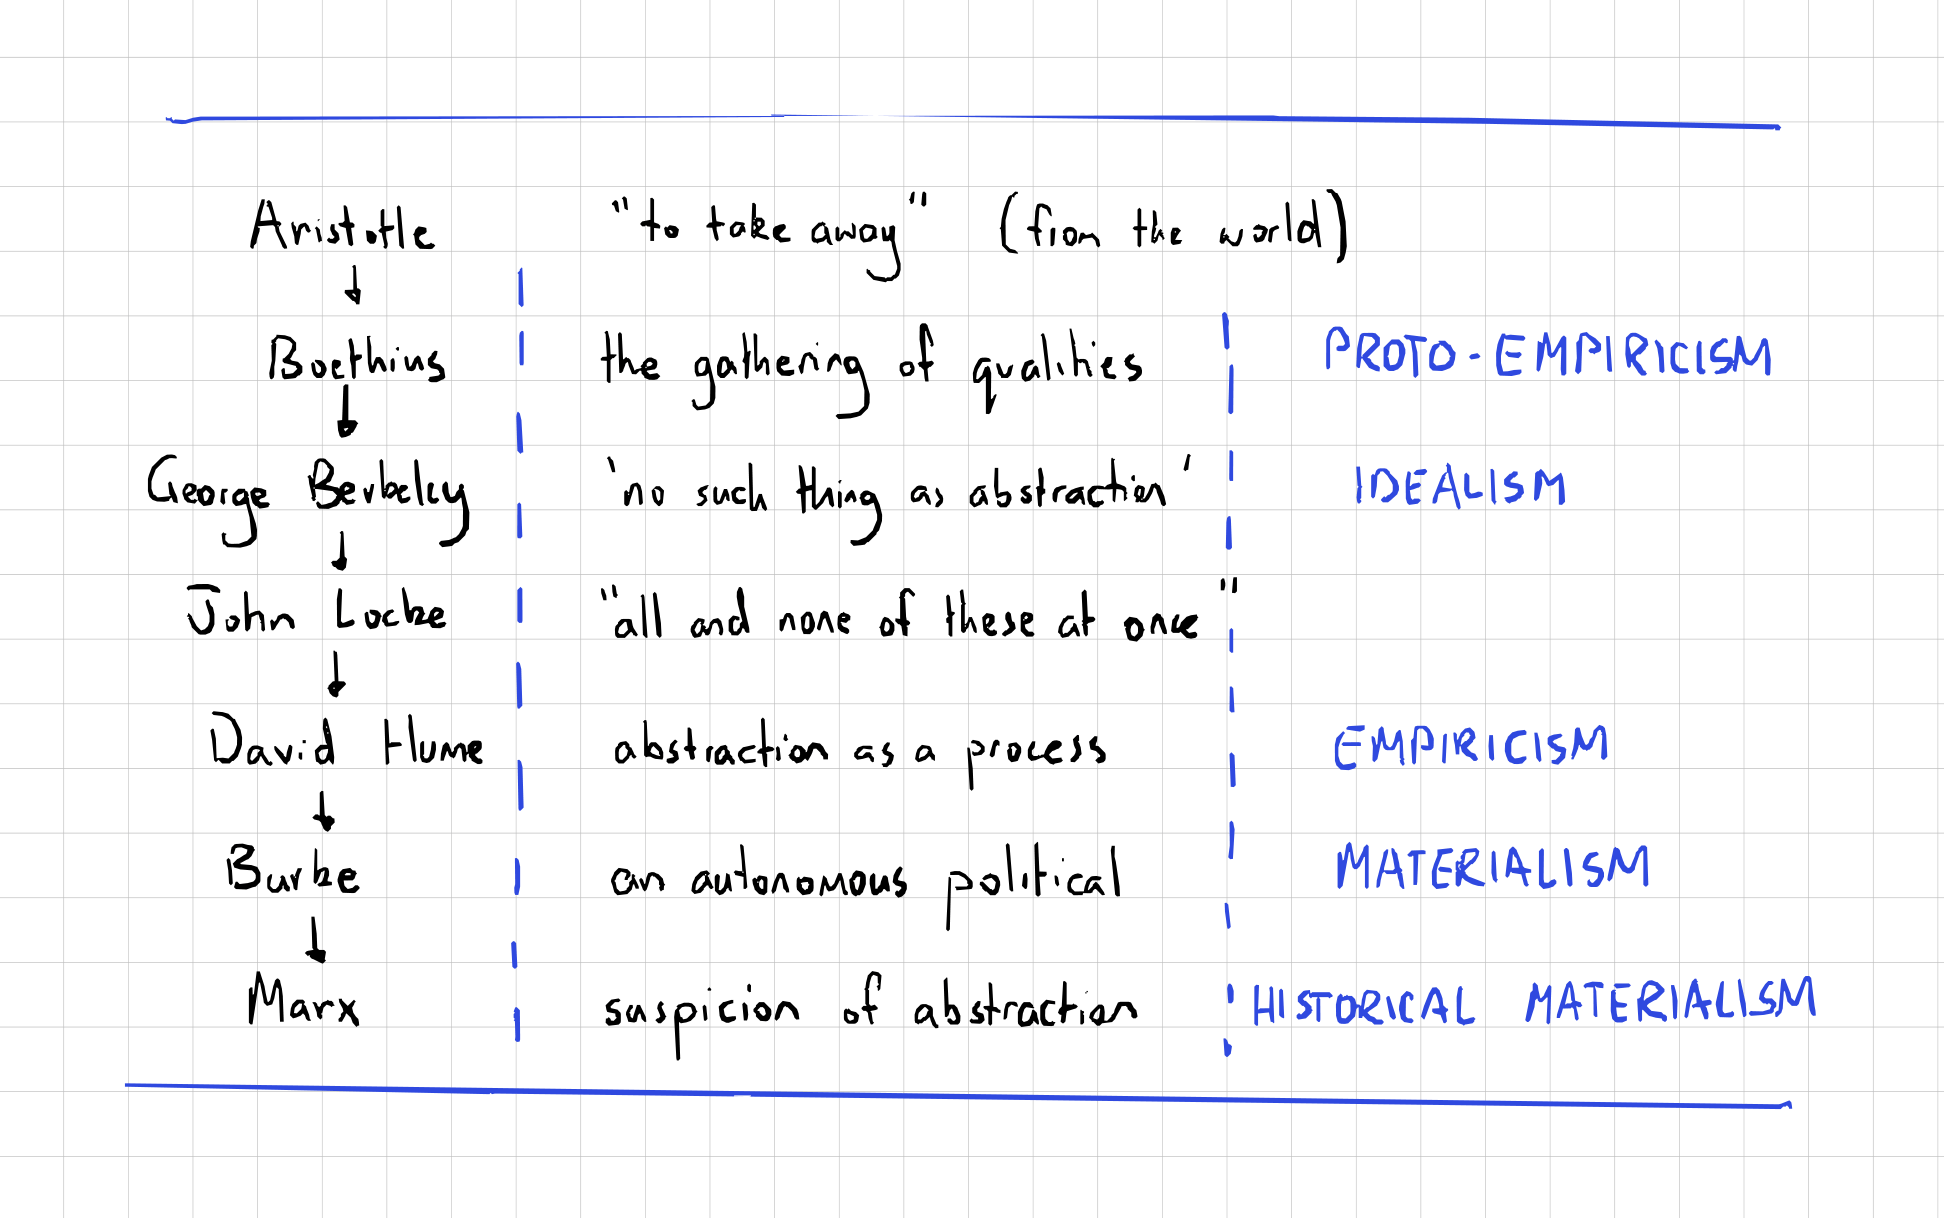 Aristotle "to take away" (from the world)
Boethius the gathering of qualities PROTO-EMPIRICISM
George Berkeley 'no such thing as abstraction' IDEALISM
John Locke "all and none of these at once"
David Hume abstraction as a process EMPIRICISM
Burke an autonomous political MATERIALISM
Marx suspicion of abstraction HISTORICAL MATERIALISM